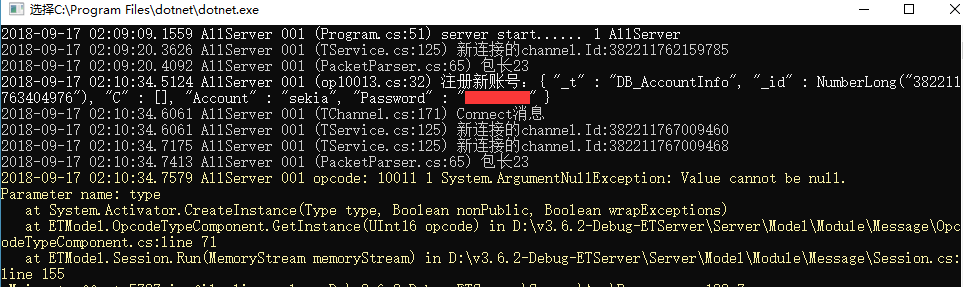 选择C:\Program Files\dotnet\dotnet.exe
2018-09-17 02:09:09.1559 AllServer 001 (Program.cs:51) server start...... 1 AllServer
2018-09-17 02:09:20.3626 AllServer 001 (TService.cs:125) 新连接的channel.Id:382211762159785
2018-09-17 02:09:20.4092 AllServer 001 (PacketParser.cs:65) 包长23
2018-09-17 02:10:34.5124 AllServer 001 (op10013.cs:32) 注册新账号，{ "_t" : "DB_AccountInfo", "_id" : NumberLong("38221
763404976"), "C" : [], "Account" : "sekia", "Password" : " " }
2018-09-17 02:10:34.6061 AllServer 001 (TChannel.cs:171) Connect消息
2018-09-17 02:10:34.6061 AllServer 001 (TService.cs:125) 新连接的channel.Id:382211767009460
2018-09-17 02:10:34.7175 AllServer 001 (TService.cs:125) 新连接的channel.Id:382211767009468
2018-09-17 02:10:34.7413 AllServer 001 (PacketParser.cs:65) 包长23
2018-09-17 02:10:34.7579 AllServer 001 opcode: 10011 1 System.ArgumentNullException: Value cannot be null.
Parameter name: type
at System.Activator.CreateInstance(Type type, Boolean nonPublic, Boolean wrapExceptions)
at ETModel.OpcodeTypeComponent.GetInstance(UInt16 opcode) in D:\v3.6.2-Debug-ETServer\Server\Model\Module\Message\Opc
odeTypeComponent.cs:line 71
at ETModel.Session.Run(MemoryStream memoryStream) in D:\v3.6.2-Debug-ETServer\Server\Model\Module\Message\Session.cs:
line 155